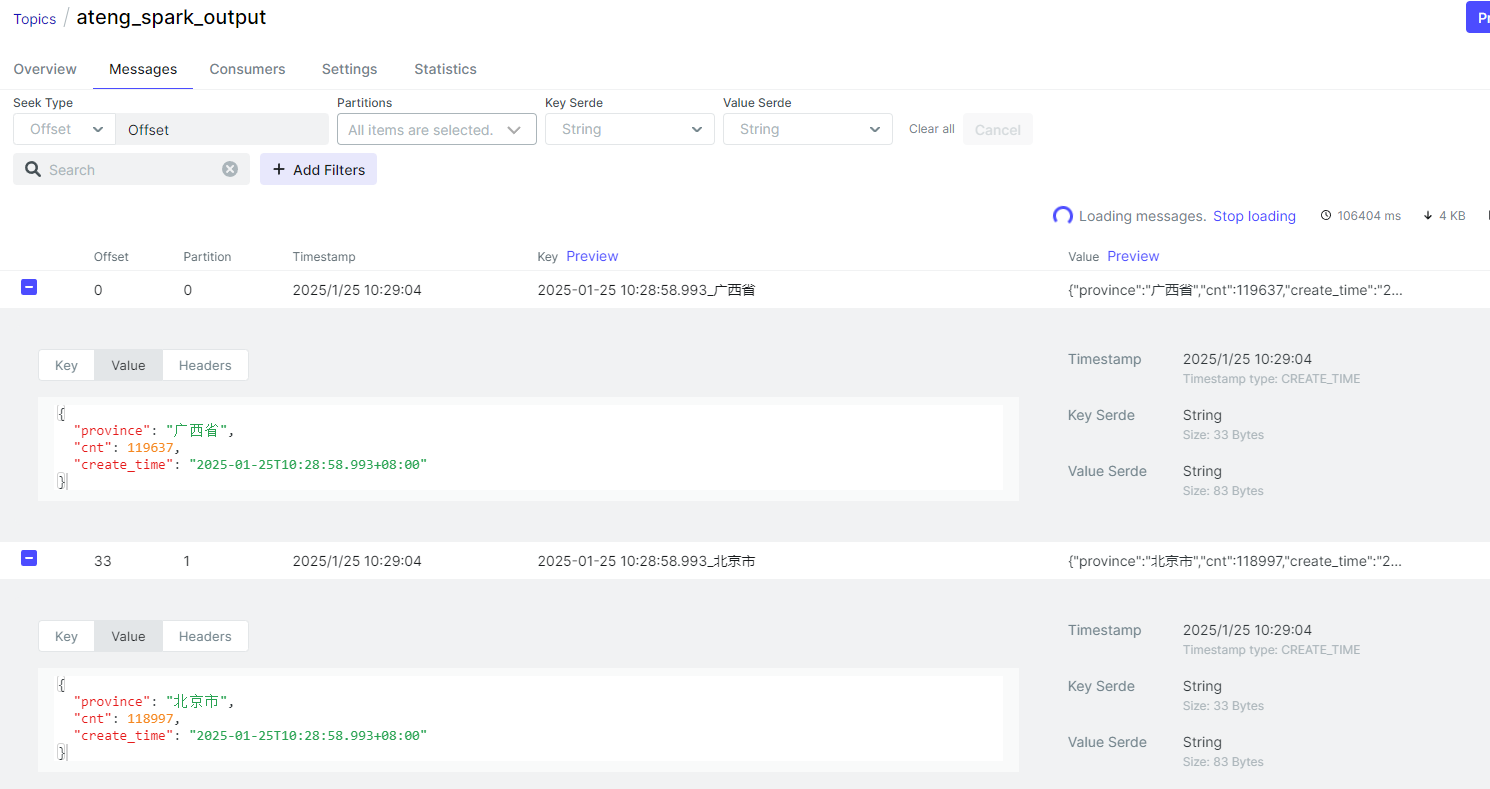 Topics / ateng_spark_output
Overview Messages Consumers Settings Statistics
Seek Type Partitions Key Serde Value Serde
Offset Offset All items are selected. String String Clear all Cancel
Search + Add Filters
Loading messages. Stop loading 106404 ms 4 KB
Offset Partition Timestamp Key Preview Value Preview
0 0 2025/1/25 10:29:04 2025-01-25 10:28:58.993_广西省 {"province":"广西省","cnt":119637,"create_time":"2...
Key Value Headers
Timestamp 2025/1/25 10:29:04
Timestamp type: CREATE_TIME
{
"province": "广西省",
"cnt": 119637,
"create_time": "2025-01-25T10:28:58.993+08:00"
}
Key Serde String
Size: 33 Bytes
Value Serde String
Size: 83 Bytes
33 1 2025/1/25 10:29:04 2025-01-25 10:28:58.993_北京市 {"province":"北京市","cnt":118997,"create_time":"2...
Key Value Headers
Timestamp 2025/1/25 10:29:04
Timestamp type: CREATE_TIME
{
"province": "北京市",
"cnt": 118997,
"create_time": "2025-01-25T10:28:58.993+08:00"
}
Key Serde String
Size: 33 Bytes
Value Serde String
Size: 83 Bytes